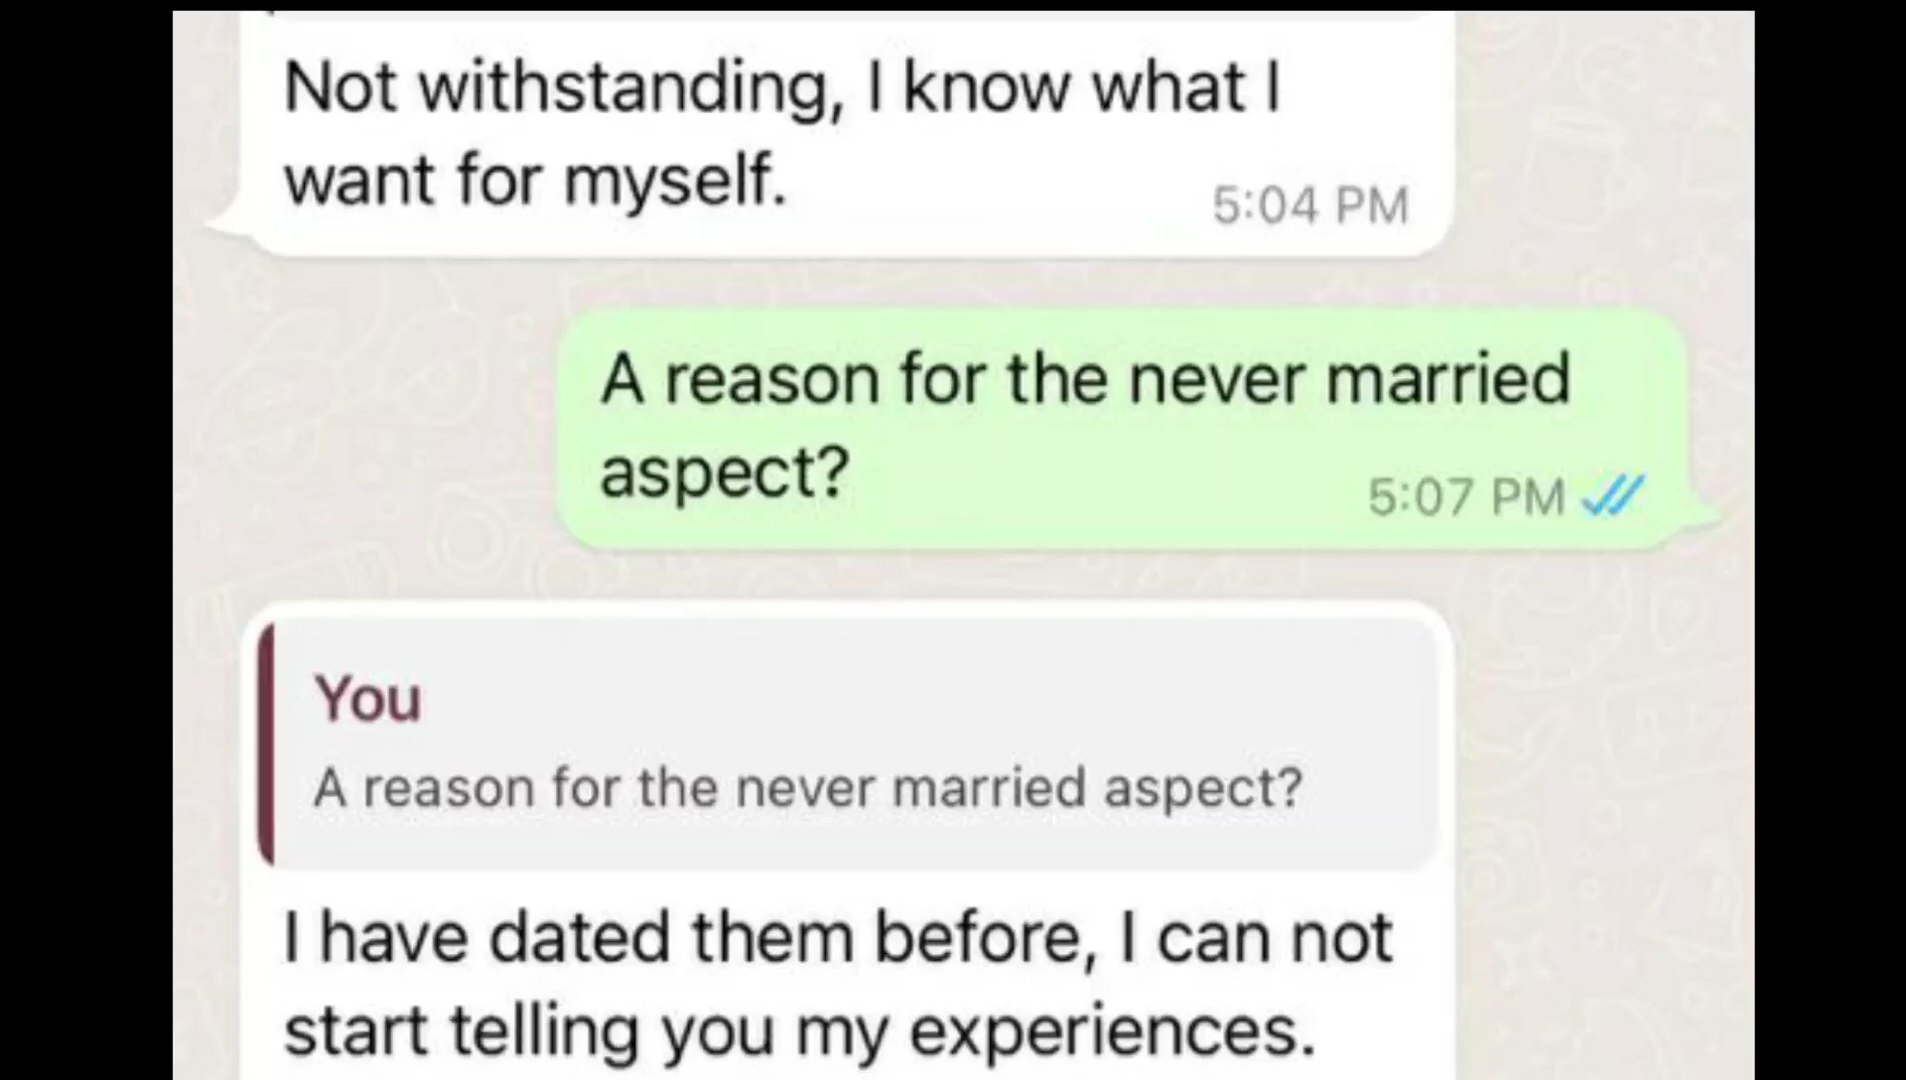 Not withstanding, I know what I
want for myself.
5:04 PM
A reason for the never married
aspect?
5:07 PM
You
A reason for the never married aspect?
I have dated them before, I can not
start telling you my experiences.